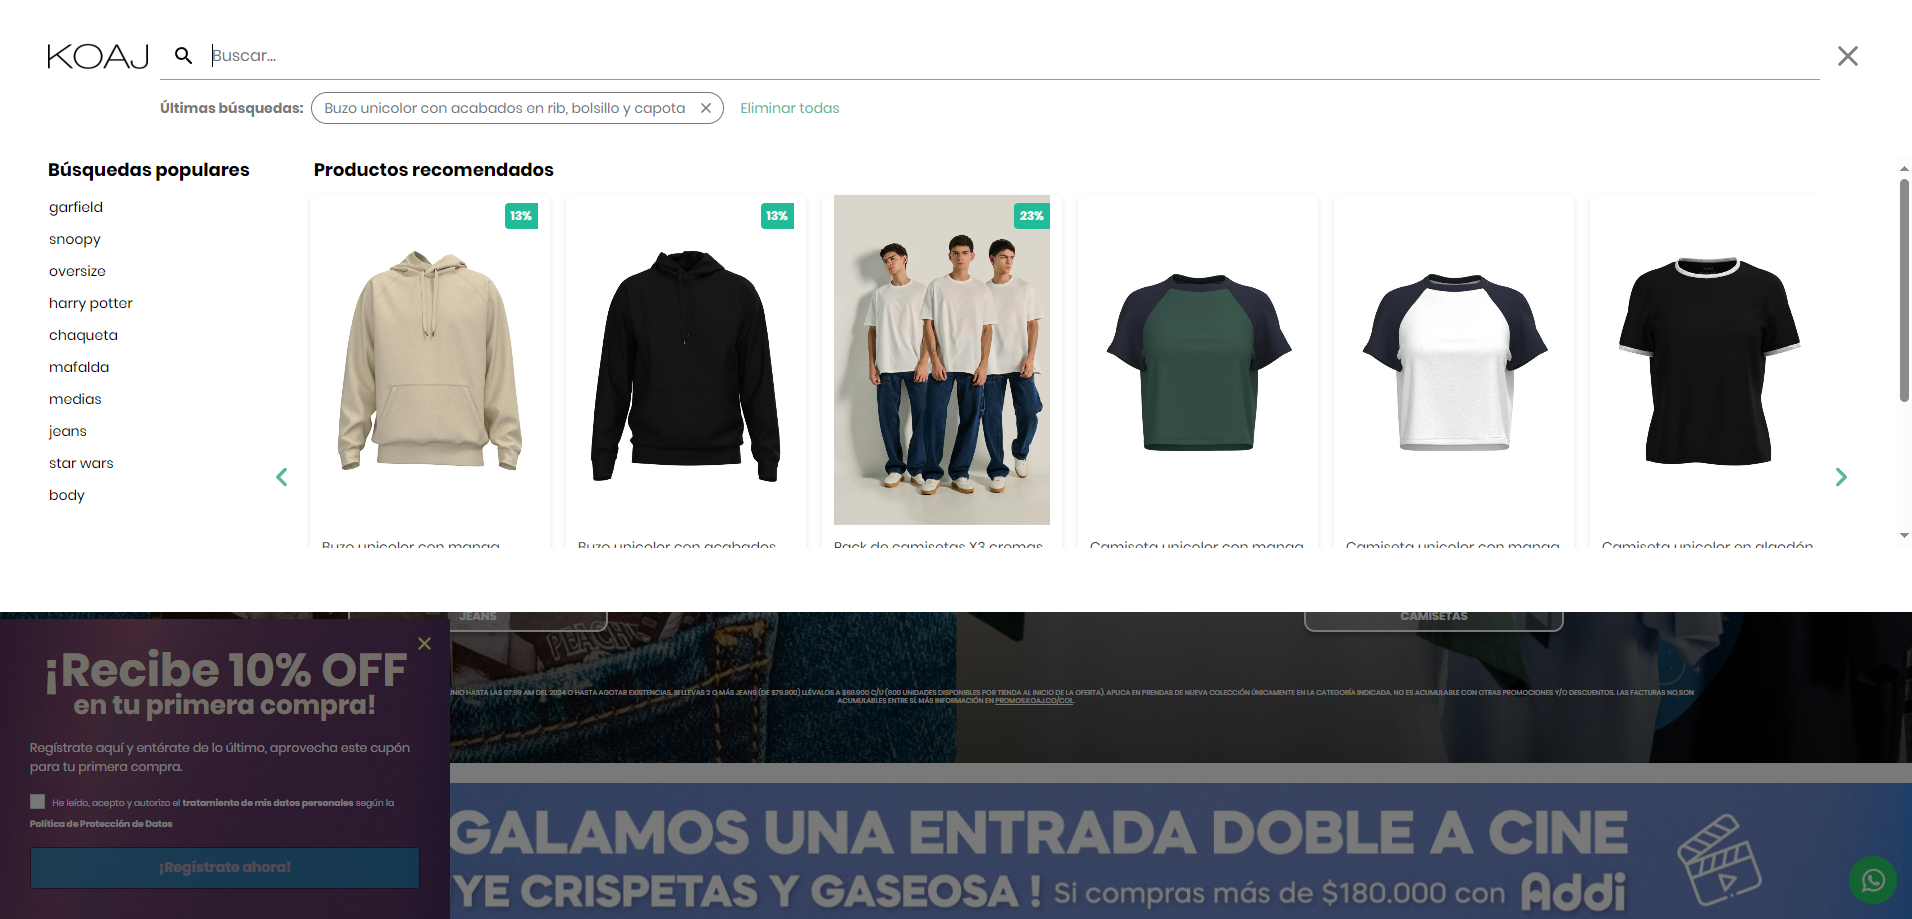 KOAJ
Buscar...
Últimas búsquedas:
Buzo unicolor con acabados en rib, bolsillo y capota
Eliminar todas
Búsquedas populares
garfield
snoopy
oversize
harry potter
chaqueta
mafalda
medias
jeans
star wars
body
Productos recomendados
13%
13%
23%
Buzo unicolor con manga
Buzo unicolor con acabados
Pack de camisetas X3 cremas
Camiseta unicolor con manga
Camiseta unicolor con manga
Camiseta unicolor en algodón
JEANS
CAMISETAS
¡Recibe 10% OFF
en tu primera compra!
Regístrate aquí y entérate de lo último, aprovecha este cupón
para tu primera compra.
He leído, acepto y autorizo el tratamiento de mis datos personales según la
Política de Protección de Datos
¡Regístrate ahora!
UNIO HASTA LAS 07:59 AM DEL 2024 O HASTA AGOTAR EXISTENCIAS. SI LLEVAS 2 O MÁS JEANS (DE $79.900) LLÉVALOS A $69.900 C/U (600 UNIDADES DISPONIBLES POR TIENDA AL INICIO DE LA OFERTA). APLICA EN PRENDAS DE NUEVA COLECCIÓN ÚNICAMENTE EN LA CATEGORÍA INDICADA. NO ES ACUMULABLE CON OTRAS PROMOCIONES Y/O DESCUENTOS. LAS FACTURAS NO SON
ACUMULABLES ENTRE SÍ. MÁS INFORMACIÓN EN PROMOS.KOAJ.CO/COL
GALAMOS UNA ENTRADA DOBLE A CINE
YE CRISPETAS Y GASEOSA ! Si compras más de $180.000 con Addi